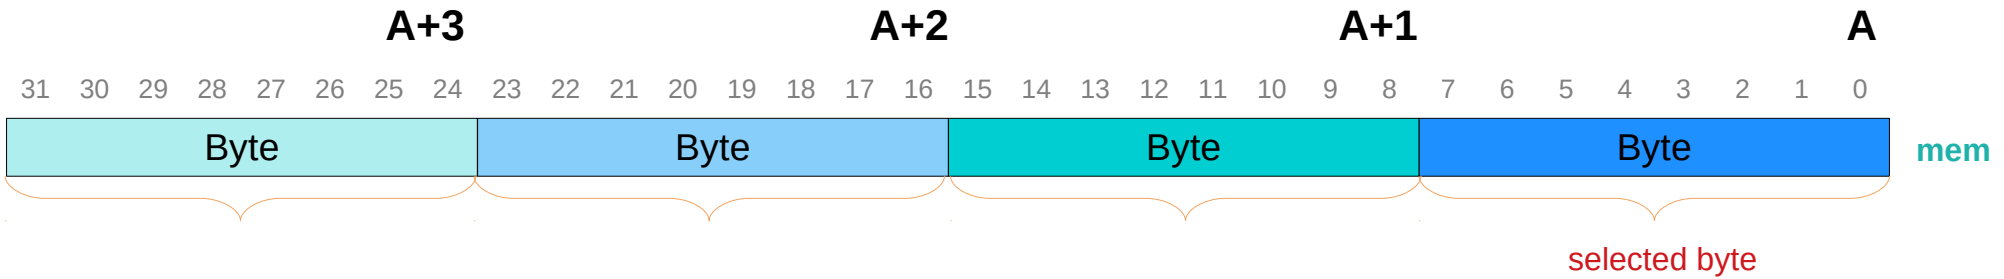 A+3 A+2 A+1 A
31 30 29 28 27 26 25 24 23 22 21 20 19 18 17 16 15 14 13 12 11 10 9 8 7 6 5 4 3 2 1 0
Byte Byte Byte Byte mem
selected byte